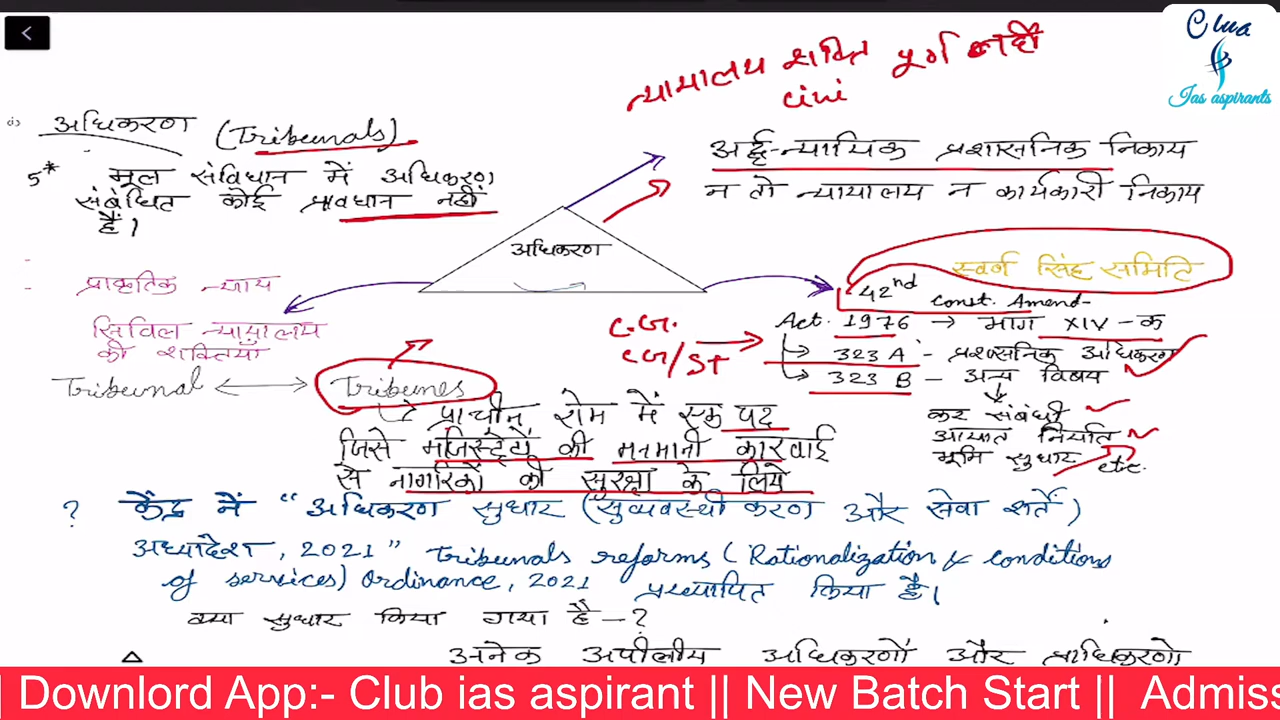 Clua
Ias aspirants
न्यायालय शक्ति पूर्ण नहीं
civi
अधिकरण (Tribunals)
5* मूल संविधान में अधिकरण
संबंधित कोई प्रावधान नहीं
है।
अर्द्ध-न्यायिक प्रशासनिक निकाय
न तो न्यायालय न कार्यकारी निकाय
अधिकरण
प्राकृतिक न्याय
सिविल न्यायालय
की शक्तियाँ
स्वर्ण सिंह समिति
42nd Const. Amend-
Act. 1976 → भाग XIV-क
323 A - प्रशासनिक अधिकरण
323 B - अन्य विषय
कर संबंधी
आयात निर्यात
भूमि सुधार etc.
C.G.
CG/ST
Tribunal ↔ Tribunes
प्राचीन रोम में एक पद
जिसे मजिस्ट्रेटों की मनमानी कारवाई
से नागरिकों की सुरक्षा के लिये
? केंद्र ने "अधिकरण सुधार (सुव्यवस्थीकरण और सेवा शर्तें)
अध्यादेश, 2021" Tribunals reforms (Rationalization & conditions
of services) Ordinance, 2021 प्रख्यापित किया है।
क्या सुधार किया गया है -?
अनेक अपीलीय अधिकरणों और प्राधिकरणों
Downlord App:- Club ias aspirant || New Batch Start || Admiss